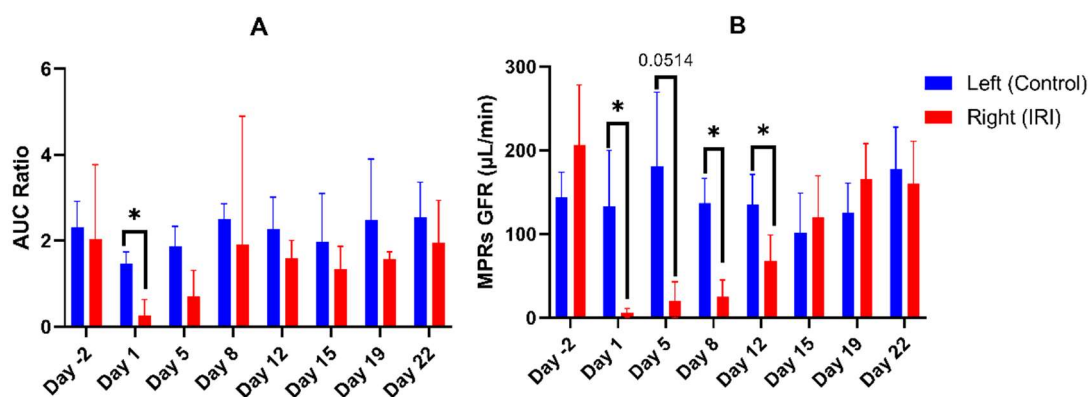 A
AUC Ratio
6
4
2
0
*
Day -2
Day 1
Day 5
Day 8
Day 12
Day 15
Day 19
Day 22
B
MPRs GFR (µL/min)
300
200
100
0
*
0.0514
*
*
Day -2
Day 1
Day 5
Day 8
Day 12
Day 15
Day 19
Day 22
Left (Control)
Right (IRI)